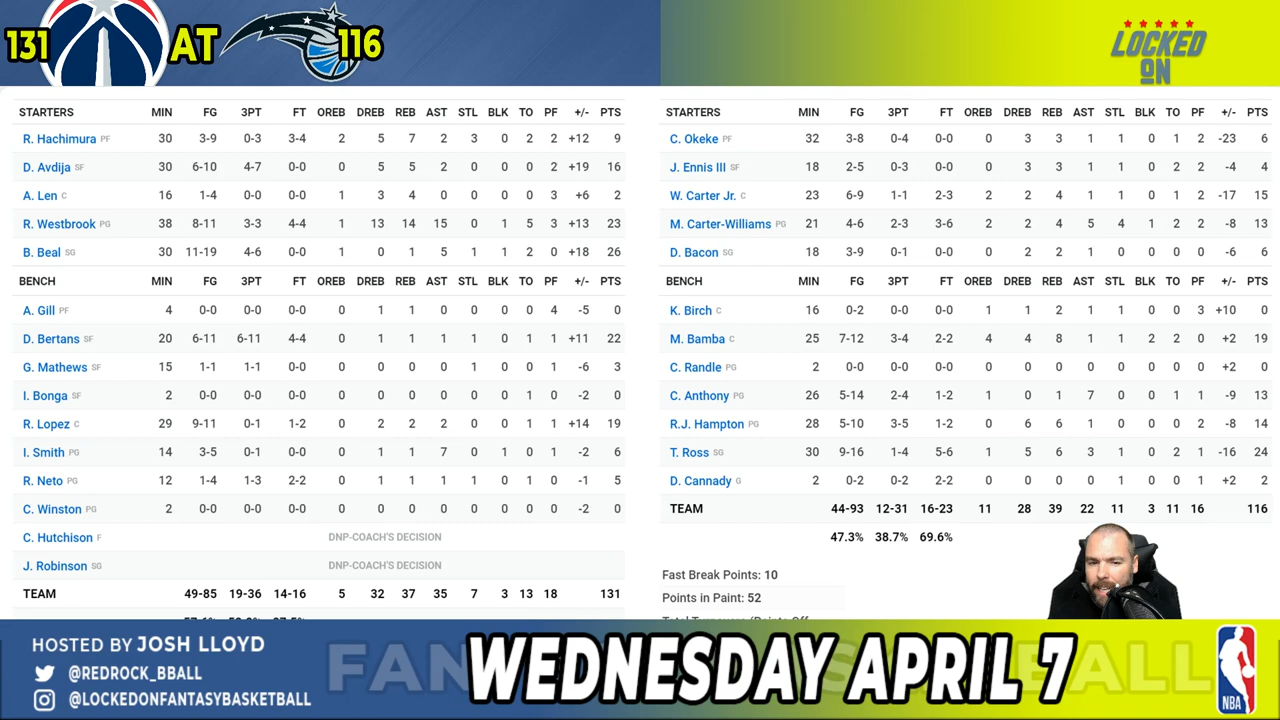 131 AT 116
LOCKED ON
STARTERS MIN FG 3PT FT OREB DREB REB AST STL BLK TO PF +/- PTS
R. Hachimura PF 30 3-9 0-3 3-4 2 5 7 2 3 0 2 2 +12 9
D. Avdija SF 30 6-10 4-7 0-0 0 5 5 2 0 0 0 2 +19 16
A. Len C 16 1-4 0-0 0-0 1 3 4 0 0 0 0 3 +6 2
R. Westbrook PG 38 8-11 3-3 4-4 1 13 14 15 0 1 5 3 +13 23
B. Beal SG 30 11-19 4-6 0-0 1 0 1 5 1 1 2 0 +18 26
BENCH MIN FG 3PT FT OREB DREB REB AST STL BLK TO PF +/- PTS
A. Gill PF 4 0-0 0-0 0-0 0 1 1 0 0 0 0 4 -5 0
D. Bertans SF 20 6-11 6-11 4-4 0 1 1 1 1 0 1 1 +11 22
G. Mathews SF 15 1-1 1-1 0-0 0 0 0 0 1 0 0 1 -6 3
I. Bonga SF 2 0-0 0-0 0-0 0 0 0 0 0 0 1 0 -2 0
R. Lopez C 29 9-11 0-1 1-2 0 2 2 2 0 0 1 1 +14 19
I. Smith PG 14 3-5 0-1 0-0 0 1 1 7 0 1 0 1 -2 6
R. Neto PG 12 1-4 1-3 2-2 0 1 1 1 1 0 1 0 -1 5
C. Winston PG 2 0-0 0-0 0-0 0 0 0 0 0 0 0 0 -2 0
C. Hutchison F DNP-COACH'S DECISION
J. Robinson SG DNP-COACH'S DECISION
TEAM 49-85 19-36 14-16 5 32 37 35 7 3 13 18 131
STARTERS MIN FG 3PT FT OREB DREB REB AST STL BLK TO PF +/- PTS
C. Okeke PF 32 3-8 0-4 0-0 0 3 3 1 1 0 1 2 -23 6
J. Ennis III SF 18 2-5 0-3 0-0 0 3 3 1 1 0 2 2 -4 4
W. Carter Jr. C 23 6-9 1-1 2-3 2 2 4 1 0 0 1 2 -17 15
M. Carter-Williams PG 21 4-6 2-3 3-6 2 2 4 5 4 1 2 2 -8 13
D. Bacon SG 18 3-9 0-1 0-0 0 2 2 1 0 0 0 0 -6 6
BENCH MIN FG 3PT FT OREB DREB REB AST STL BLK TO PF +/- PTS
K. Birch C 16 0-2 0-0 0-0 1 1 2 1 1 0 0 3 +10 0
M. Bamba C 25 7-12 3-4 2-2 4 4 8 1 1 2 2 0 +2 19
C. Randle PG 2 0-0 0-0 0-0 0 0 0 0 0 0 0 0 +2 0
C. Anthony PG 26 5-14 2-4 1-2 1 0 1 7 1 0 1 1 -9 13
R.J. Hampton PG 28 5-10 3-5 1-2 0 6 6 1 0 0 0 2 -8 14
T. Ross SG 30 9-16 1-4 5-6 1 5 6 3 1 0 2 1 -16 24
D. Cannady G 2 0-2 0-2 2-2 0 0 0 0 1 0 0 1 +2 2
TEAM 44-93 12-31 16-23 11 28 39 22 11 3 11 16 116
47.3% 38.7% 69.6%
Fast Break Points: 10
Points in Paint: 52
HOSTED BY JOSH LLOYD
@REDROCK_BBALL
@LOCKEDONFANTASYBASKETBALL
WEDNESDAY APRIL 7
NBA